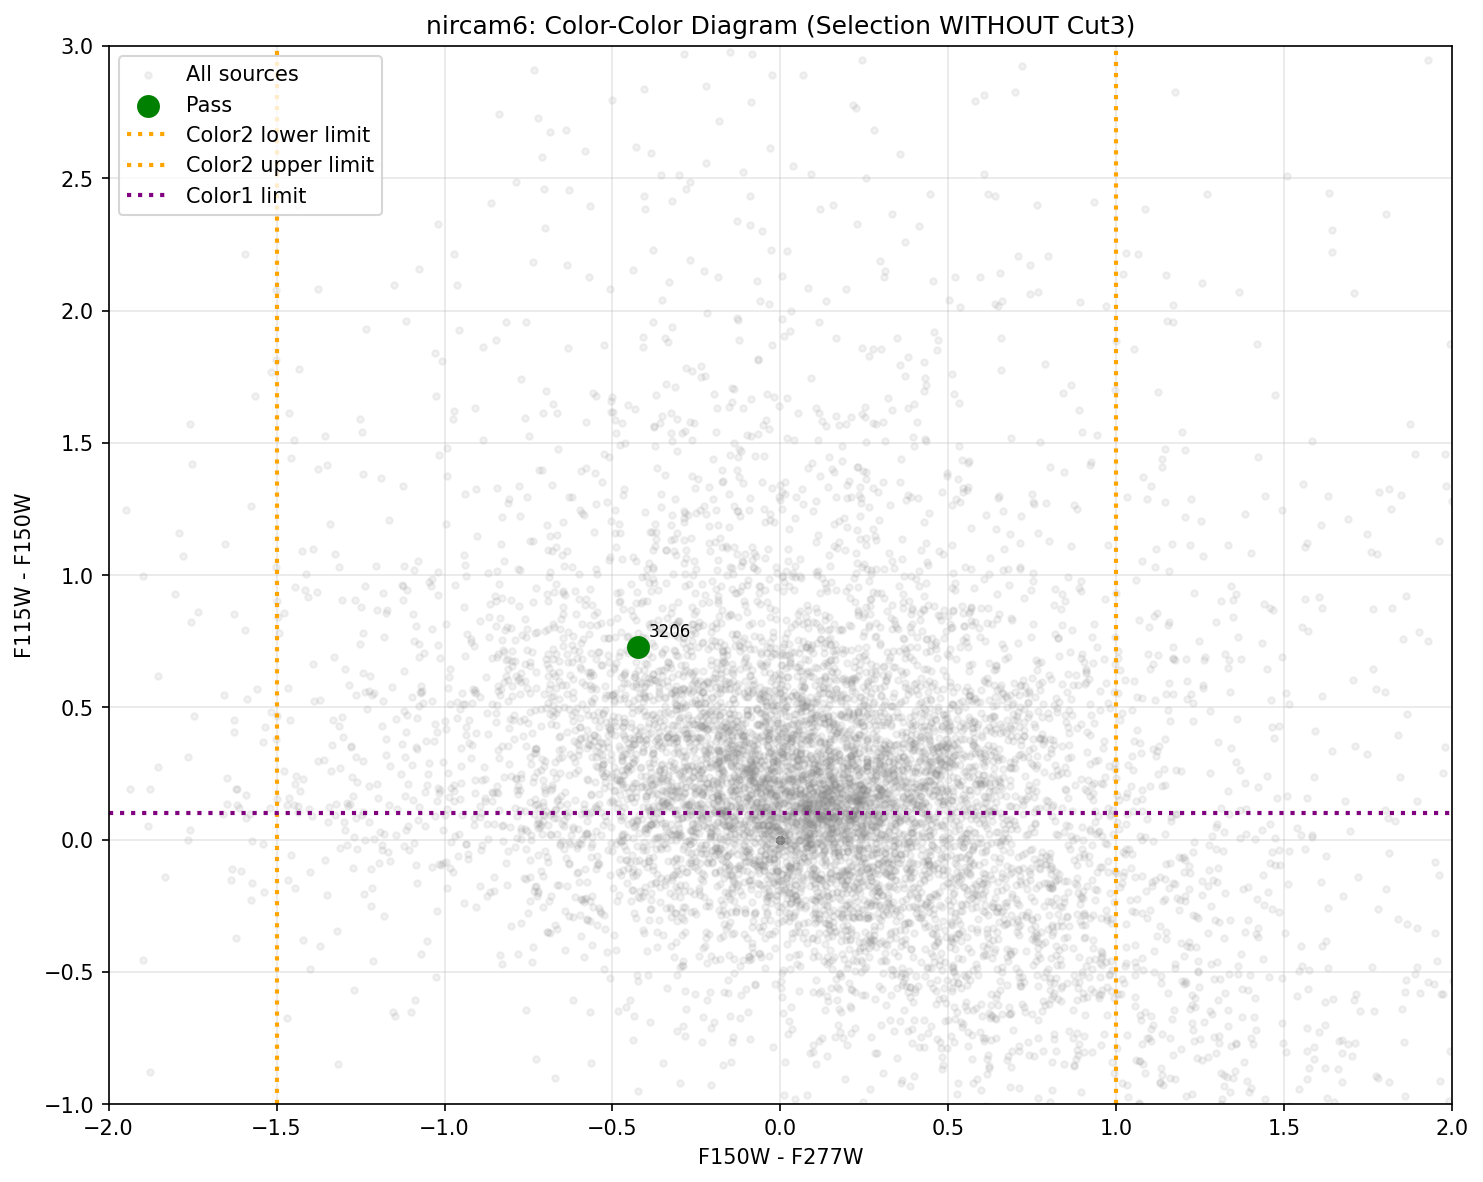 nircam6: Color-Color Diagram (Selection WITHOUT Cut3)
All sources
Pass
Color2 lower limit
Color2 upper limit
Color1 limit
3206
3.0
2.5
2.0
1.5
1.0
0.5
0.0
−0.5
−1.0
F115W - F150W
−2.0 −1.5 −1.0 −0.5 0.0 0.5 1.0 1.5 2.0
F150W - F277W